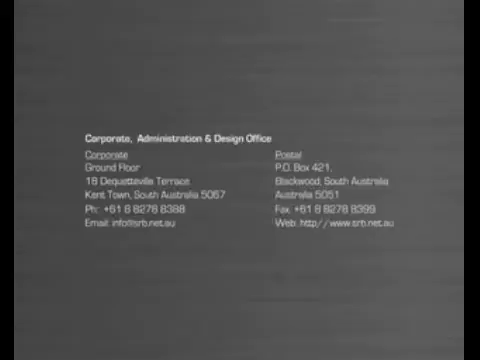 Corporate, Administration & Design Office
Corporate
Ground Floor
18 Dequetteville Terrace
Kent Town, South Australia 5067
Ph: +61 8 8278 8388
Email: info@srb.net.au
Postal
P.O. Box 421,
Blackwood, South Australia
Australia 5051
Fax: +61 8 8278 8399
Web: http//www.srb.net.au